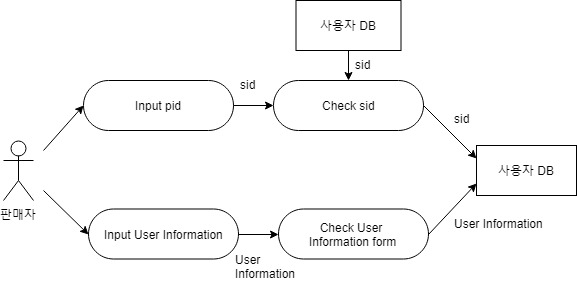 사용자 DB
sid
sid
Input pid
Check sid
sid
사용자 DB
판매자
Input User Information
User
Information
Check User
Information form
User Information